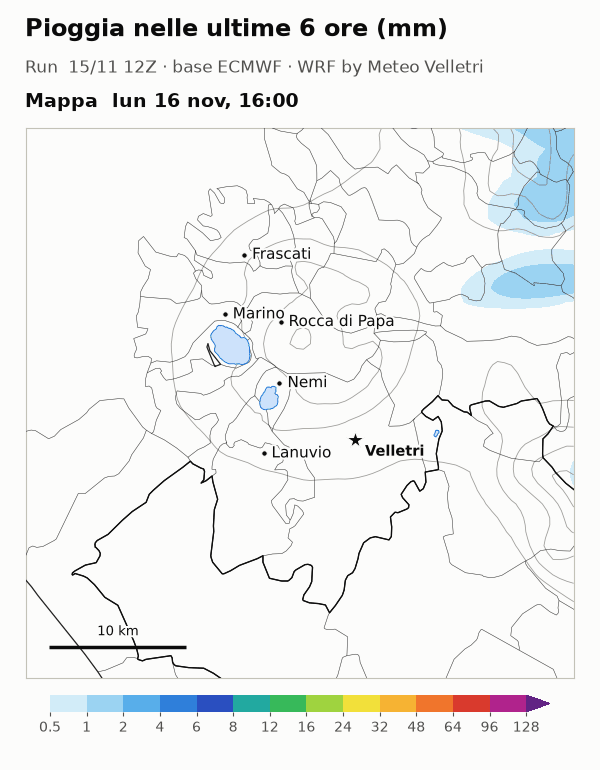 Pioggia nelle ultime 6 ore (mm)
Run  15/11 12Z · base ECMWF · WRF by Meteo Velletri
Mappa  lun 16 nov, 16:00
Frascati
Marino
Rocca di Papa
Nemi
Velletri
Lanuvio
10 km
0.5 1 2 4 6 8 12 16 24 32 48 64 96 128